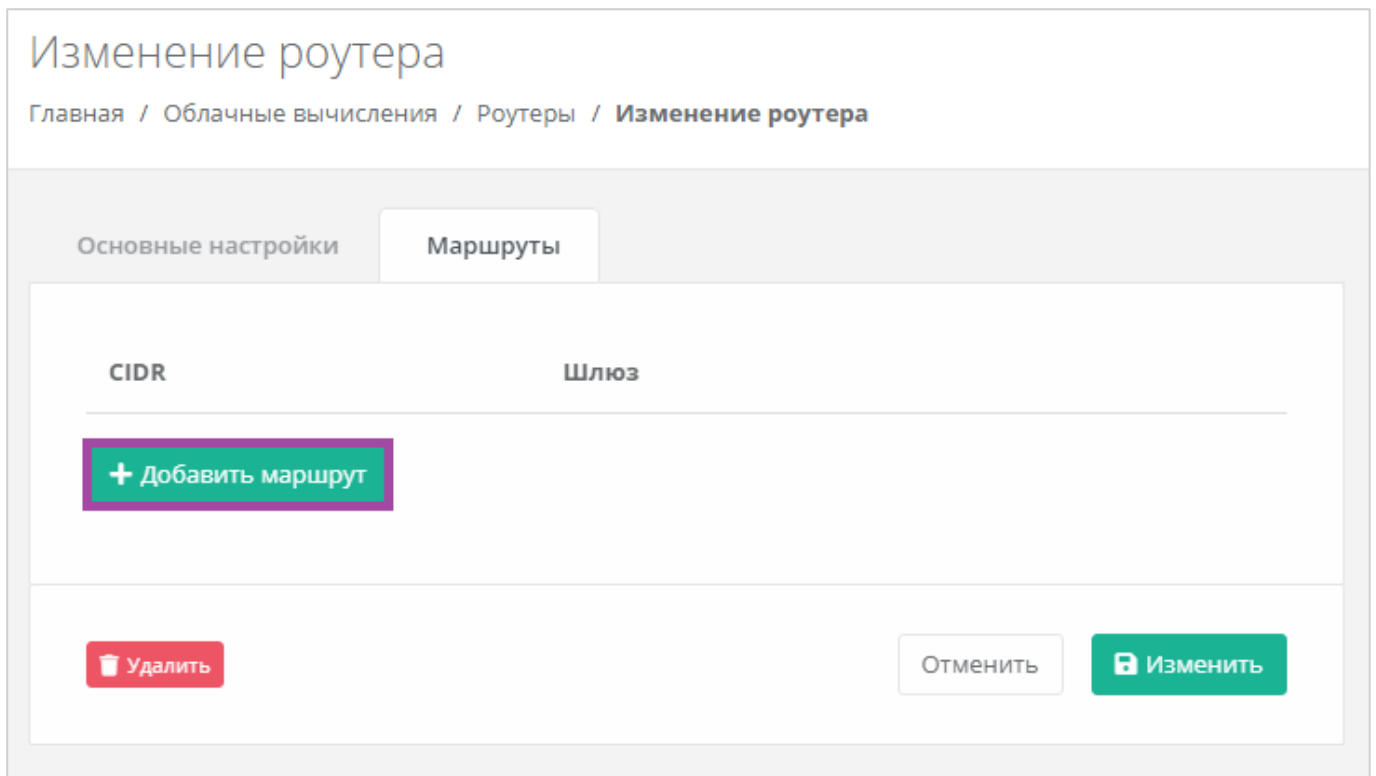 Изменение роутера
Главная / Облачные вычисления / Роутеры / Изменение роутера
Основные настройки Маршруты
CIDR Шлюз
+ Добавить маршрут
Удалить Отменить Изменить